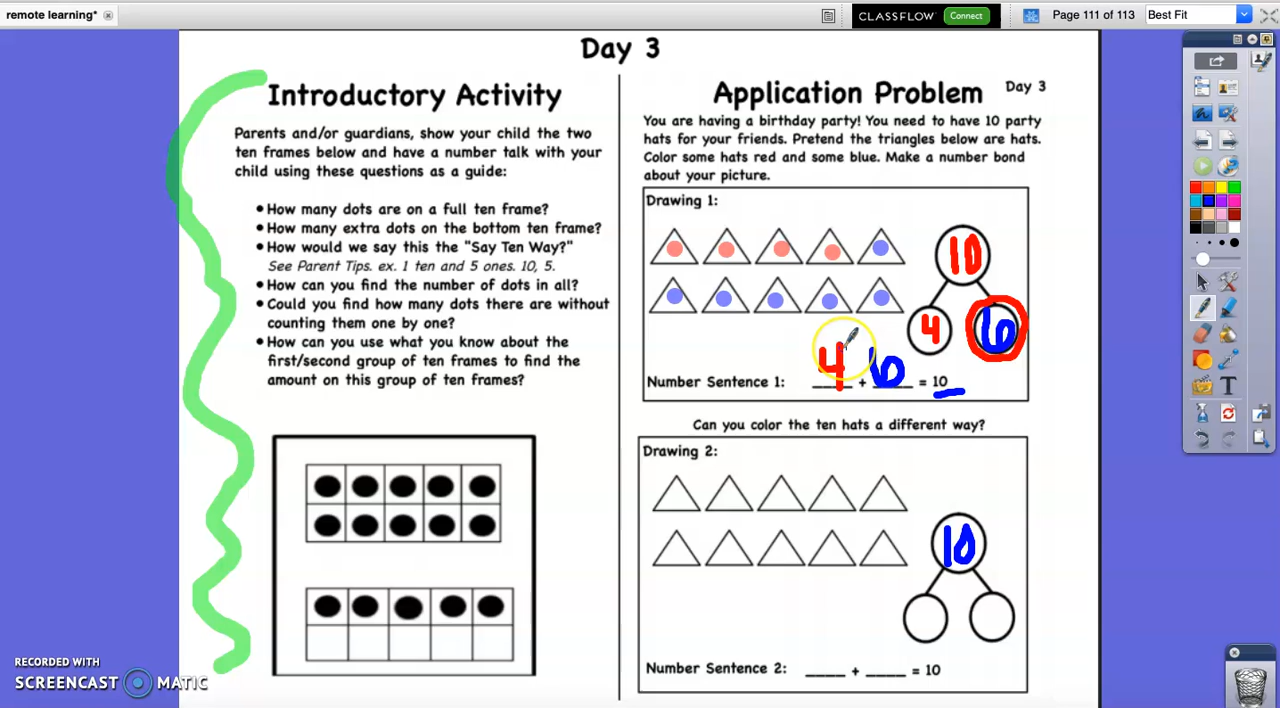 remote learning*
CLASSFLOW Connect
Page 111 of 113
Best Fit
Day 3
Introductory Activity
Parents and/or guardians, show your child the two
ten frames below and have a number talk with your
child using these questions as a guide:
• How many dots are on a full ten frame?
• How many extra dots on the bottom ten frame?
• How would we say this the "Say Ten Way?"
See Parent Tips. ex. 1 ten and 5 ones. 10, 5.
• How can you find the number of dots in all?
• Could you find how many dots there are without
counting them one by one?
• How can you use what you know about the
first/second group of ten frames to find the
amount on this group of ten frames?
Application Problem
Day 3
You are having a birthday party! You need to have 10 party
hats for your friends. Pretend the triangles below are hats.
Color some hats red and some blue. Make a number bond
about your picture.
Drawing 1:
10
4 6
Number Sentence 1: 4 + 6 = 10
Can you color the ten hats a different way?
Drawing 2:
10
Number Sentence 2: ____ + ____ = 10
RECORDED WITH
SCREENCAST MATIC
T